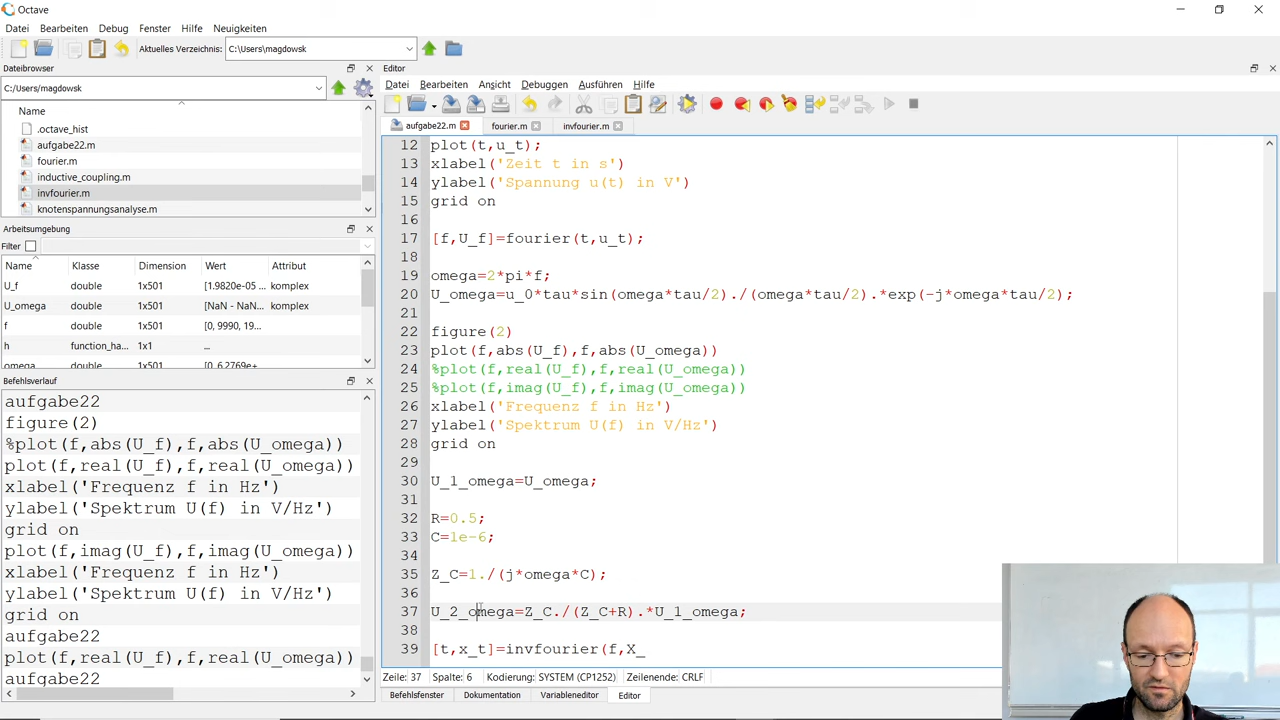 Octave
Datei Bearbeiten Debug Fenster Hilfe Neuigkeiten
Aktuelles Verzeichnis: C:\Users\magdowsk
Dateibrowser
C:/Users/magdowsk
Name
.octave_hist
aufgabe22.m
fourier.m
inductive_coupling.m
invfourier.m
knotenspannungsanalyse.m
Arbeitsumgebung
Filter
Name Klasse Dimension Wert Attribut
U_f double 1x501 [1.9820e-05 ... komplex
U_omega double 1x501 [NaN - NaN... komplex
f double 1x501 [0, 9990, 19...
h function_ha... 1x1 ...
omega double 1x501 [0, 6.2769e+...
Befehlsverlauf
aufgabe22
figure(2)
%plot(f,abs(U_f),f,abs(U_omega))
plot(f,real(U_f),f,real(U_omega))
xlabel('Frequenz f in Hz')
ylabel('Spektrum U(f) in V/Hz')
grid on
plot(f,imag(U_f),f,imag(U_omega))
xlabel('Frequenz f in Hz')
ylabel('Spektrum U(f) in V/Hz')
grid on
aufgabe22
plot(f,real(U_f),f,real(U_omega))
aufgabe22
Editor
Datei Bearbeiten Ansicht Debuggen Ausführen Hilfe
aufgabe22.m fourier.m invfourier.m
12 plot(t,u_t);
13 xlabel('Zeit t in s')
14 ylabel('Spannung u(t) in V')
15 grid on
16
17 [f,U_f]=fourier(t,u_t);
18
19 omega=2*pi*f;
20 U_omega=u_0*tau*sin(omega*tau/2)./(omega*tau/2).*exp(-j*omega*tau/2);
21
22 figure(2)
23 plot(f,abs(U_f),f,abs(U_omega))
24 %plot(f,real(U_f),f,real(U_omega))
25 %plot(f,imag(U_f),f,imag(U_omega))
26 xlabel('Frequenz f in Hz')
27 ylabel('Spektrum U(f) in V/Hz')
28 grid on
29
30 U_1_omega=U_omega;
31
32 R=0.5;
33 C=1e-6;
34
35 Z_C=1./(j*omega*C);
36
37 U_2_omega=Z_C./(Z_C+R).*U_1_omega;
38
39 [t,x_t]=invfourier(f,X_
Zeile: 37 Spalte: 6 Kodierung: SYSTEM (CP1252) Zeilenende: CRLF
Befehlsfenster Dokumentation Variableneditor Editor